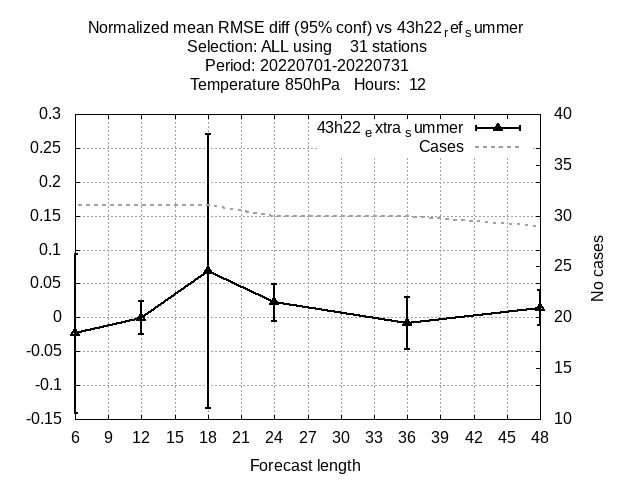 Normalized mean RMSE diff (95% conf) vs 43h22refsummer
Selection: ALL using 31 stations
Period: 20220701-20220731
Temperature 850hPa Hours: 12
43h22extrasummer
Cases
0.3
0.25
0.2
0.15
0.1
0.05
0
-0.05
-0.1
-0.15
40
35
30
25
20
15
10
No cases
6 9 12 15 18 21 24 27 30 33 36 39 42 45 48
Forecast length